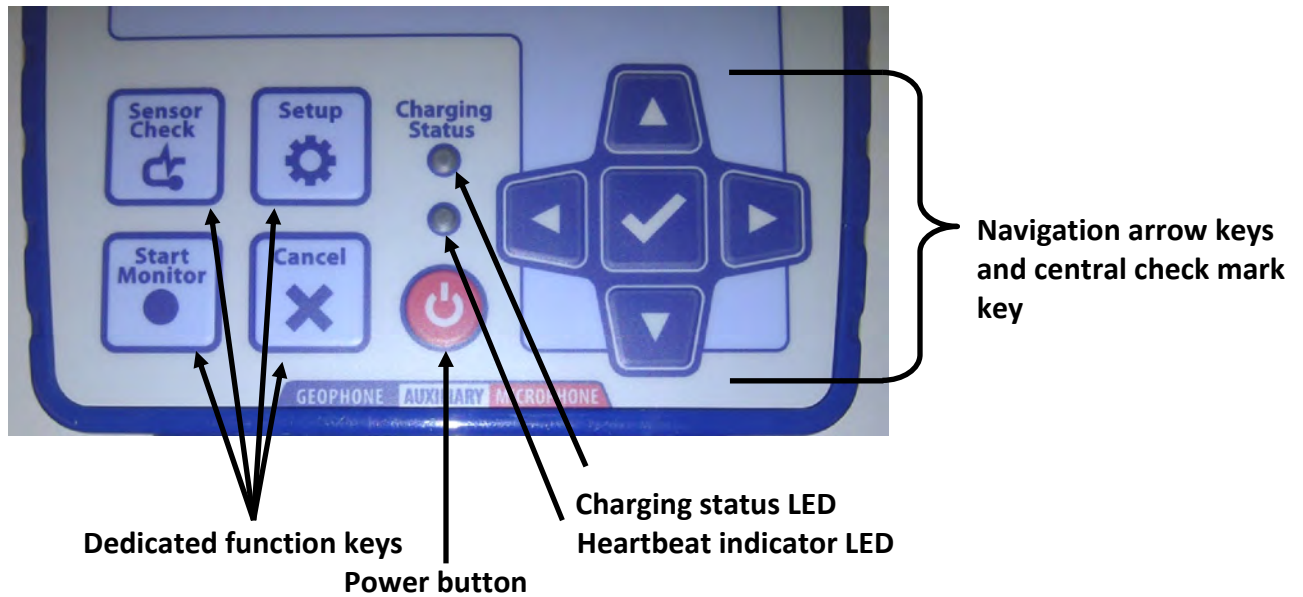 Sensor
Check
Setup
Charging
Status
Start
Monitor
Cancel
GEOPHONE AUXILIARY MICROPHONE
Navigation arrow keys
and central check mark
key
Charging status LED
Dedicated function keys
Heartbeat indicator LED
Power button